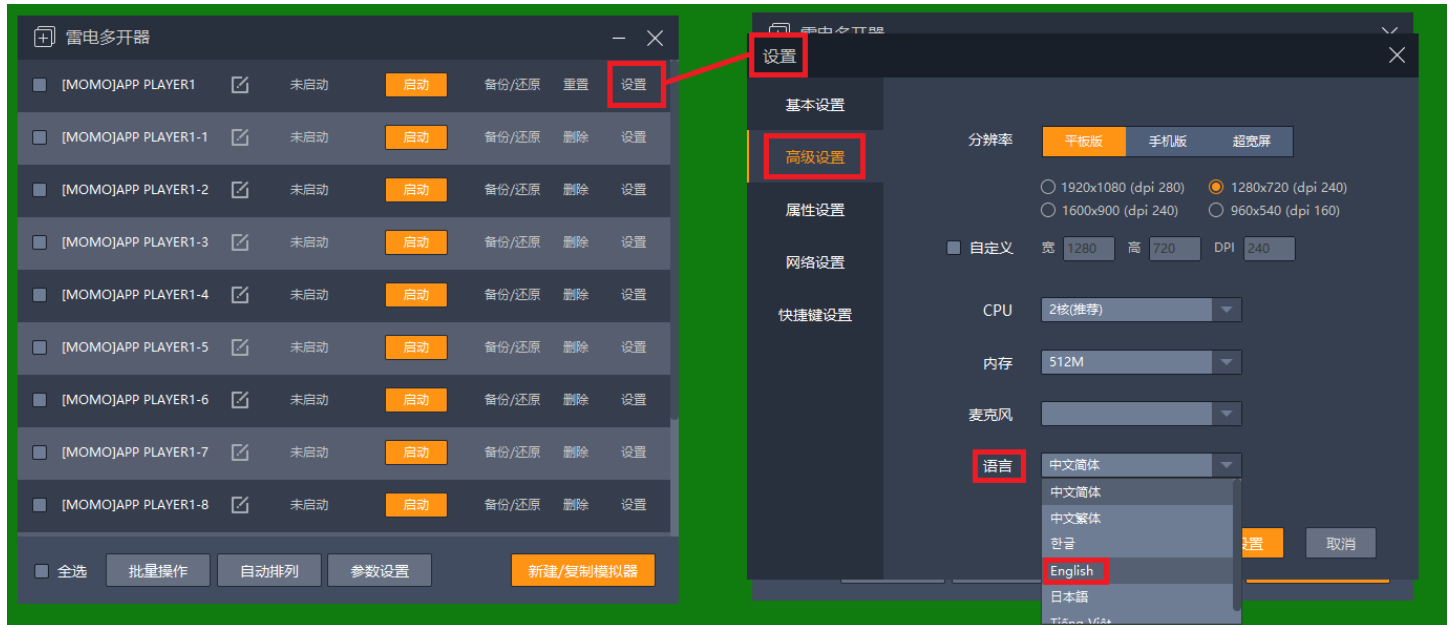 雷电多开器
[MOMO]APP PLAYER1 未启动 启动 备份/还原 重置 设置
[MOMO]APP PLAYER1-1 未启动 启动 备份/还原 删除 设置
[MOMO]APP PLAYER1-2 未启动 启动 备份/还原 删除 设置
[MOMO]APP PLAYER1-3 未启动 启动 备份/还原 删除 设置
[MOMO]APP PLAYER1-4 未启动 启动 备份/还原 删除 设置
[MOMO]APP PLAYER1-5 未启动 启动 备份/还原 删除 设置
[MOMO]APP PLAYER1-6 未启动 启动 备份/还原 删除 设置
[MOMO]APP PLAYER1-7 未启动 启动 备份/还原 删除 设置
[MOMO]APP PLAYER1-8 未启动 启动 备份/还原 删除 设置
全选 批量操作 自动排列 参数设置 新建/复制模拟器
雷电多开器
设置
基本设置
高级设置
属性设置
网络设置
快捷键设置
分辨率 平板版 手机版 超宽屏
1920x1080 (dpi 280) 1280x720 (dpi 240)
1600x900 (dpi 240) 960x540 (dpi 160)
自定义 宽 1280 高 720 DPI 240
CPU 2核(推荐)
内存 512M
麦克风
语言 中文简体
中文简体
中文繁体
한글
English
日本語
Tiếng Việt
设置 取消